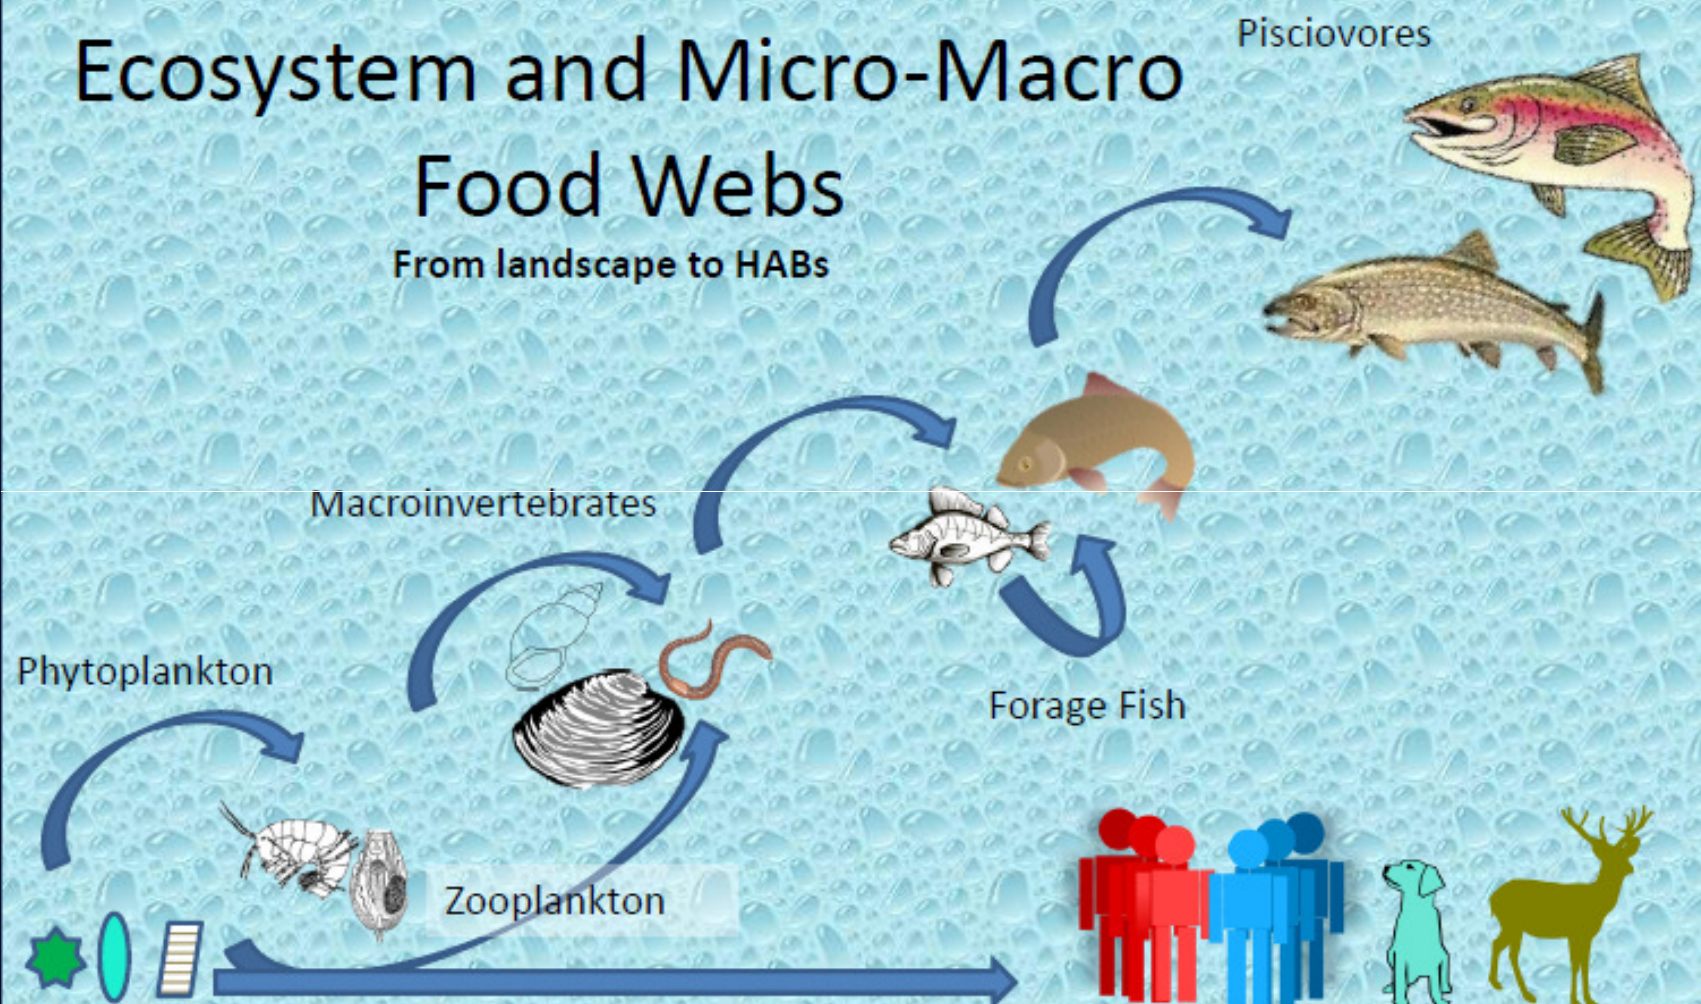 Ecosystem and Micro-Macro
Food Webs
From landscape to HABs
Pisciovores
Macroinvertebrates
Phytoplankton
Forage Fish
Zooplankton